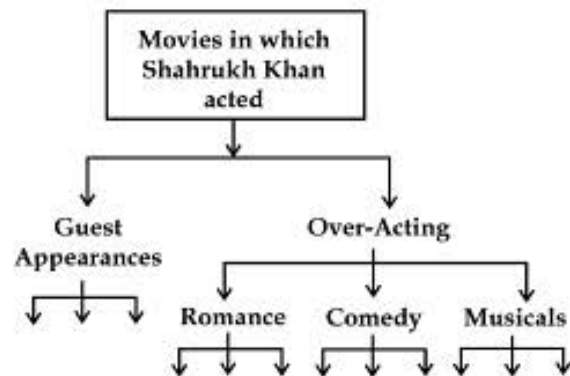 Movies in which
Shahrukh Khan
acted
Guest
Appearances
Over-Acting
Romance
Comedy
Musicals